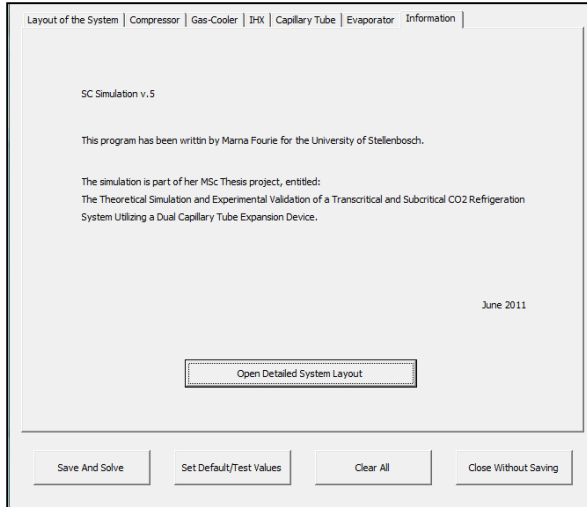 Layout of the System Compressor Gas-Cooler IHX Capillary Tube Evaporator Information
SC Simulation v.5
This program has been writtin by Marna Fourie for the University of Stellenbosch.
The simulation is part of her MSc Thesis project, entitled:
The Theoretical Simulation and Experimental Validation of a Transcritical and Subcritical CO2 Refrigeration
System Utilizing a Dual Capillary Tube Expansion Device.
June 2011
Open Detailed System Layout
Save And Solve Set Default/Test Values Clear All Close Without Saving